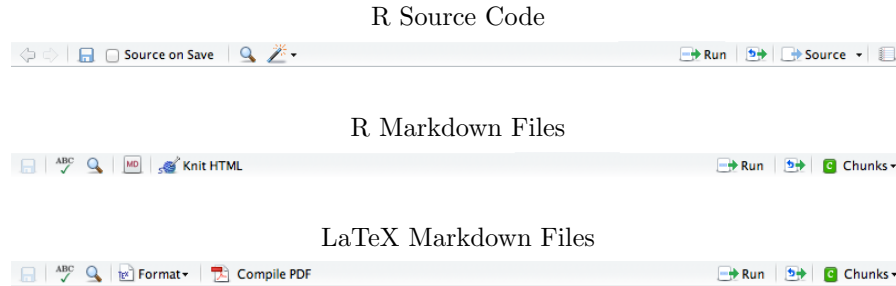 R Source Code
Source on Save Run Source
R Markdown Files
ABC MD Knit HTML Run C Chunks
LaTeX Markdown Files
ABC TEX Format Compile PDF Run C Chunks